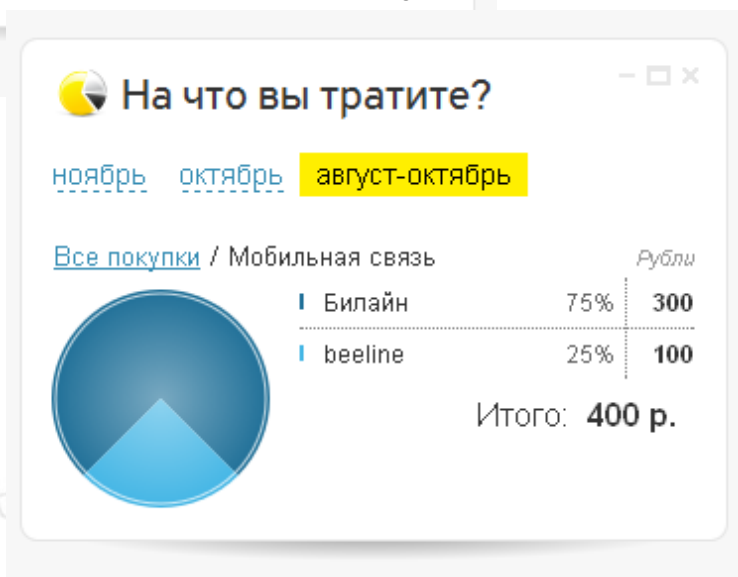 На что вы тратите?
ноябрь октябрь август-октябрь
Все покупки / Мобильная связь Рубли
Билайн 75% 300
beeline 25% 100
Итого: 400 р.